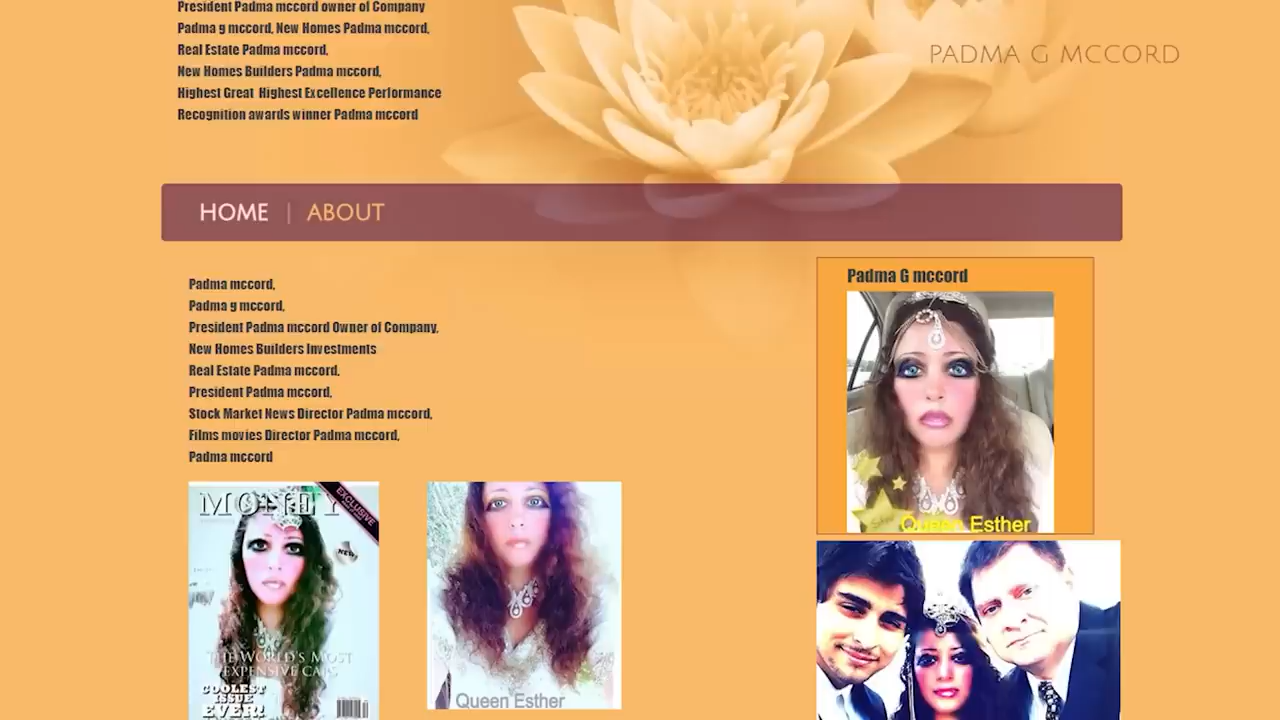 President Padma mccord owner of Company
Padma g mccord, New Homes Padma mccord,
Real Estate Padma mccord,
New Homes Builders Padma mccord,
Highest Great Highest Excellence Performance
Recognition awards winner Padma mccord
PADMA G MCCORD
HOME | ABOUT
Padma mccord,
Padma g mccord,
President Padma mccord Owner of Company,
New Homes Builders Investments
Real Estate Padma mccord,
President Padma mccord,
Stock Market News Director Padma mccord,
Films movies Director Padma mccord,
Padma mccord
Padma G mccord
Queen Esther
MONEY
EXCLUSIVE
NEW!
THE WORLD'S MOST
EXPENSIVE CARS
COOLEST
ISSUE
EVER!
Queen Esther